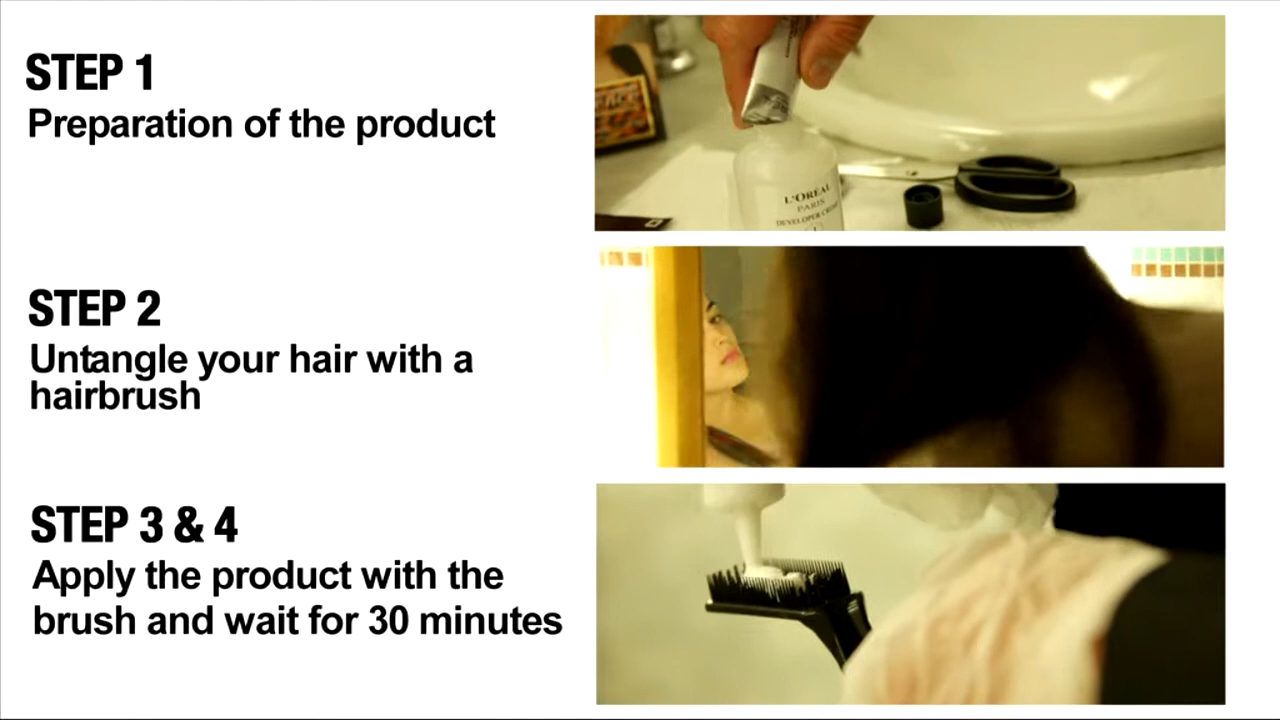 STEP 1
Preparation of the product
L'ORÉAL
PARIS
DEVELOPER CREME
1
STEP 2
Untangle your hair with a
hairbrush
STEP 3 & 4
Apply the product with the
brush and wait for 30 minutes